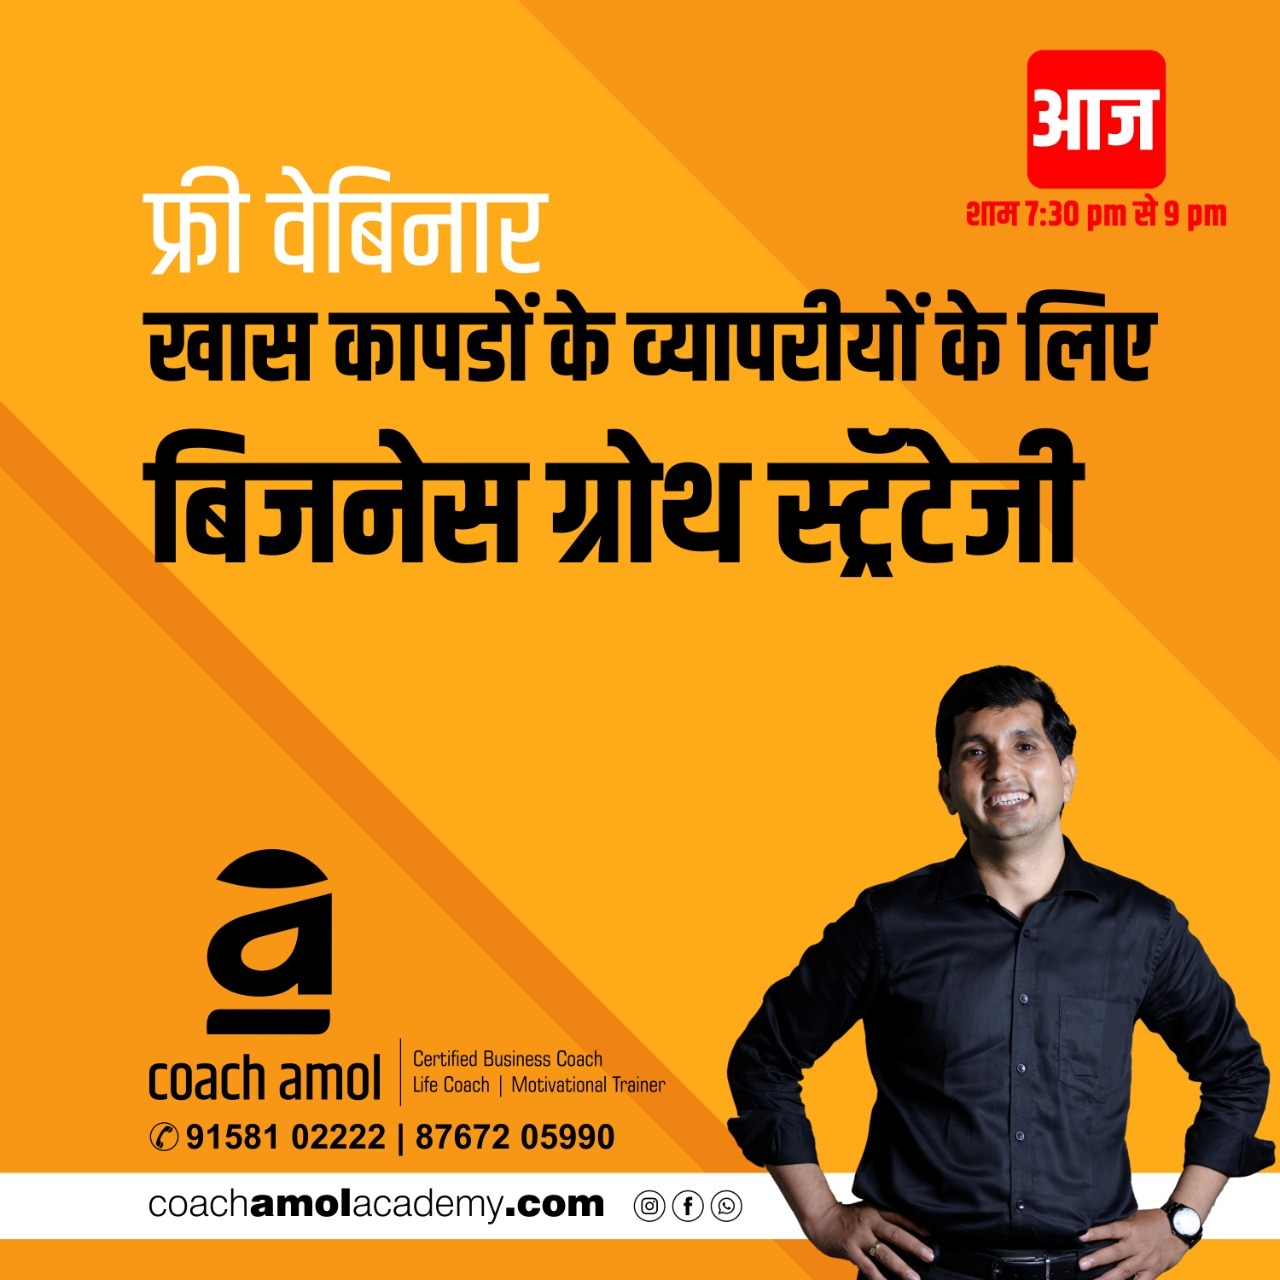 आज
शाम 7:30 pm से 9 pm
फ्री वेबिनार
खास कापडों के व्यापरीयों के लिए
बिजनेस ग्रोथ स्ट्रॅटेजी
a
coach amol
Certified Business Coach
Life Coach | Motivational Trainer
91581 02222 | 87672 05990
coachamolacademy.com